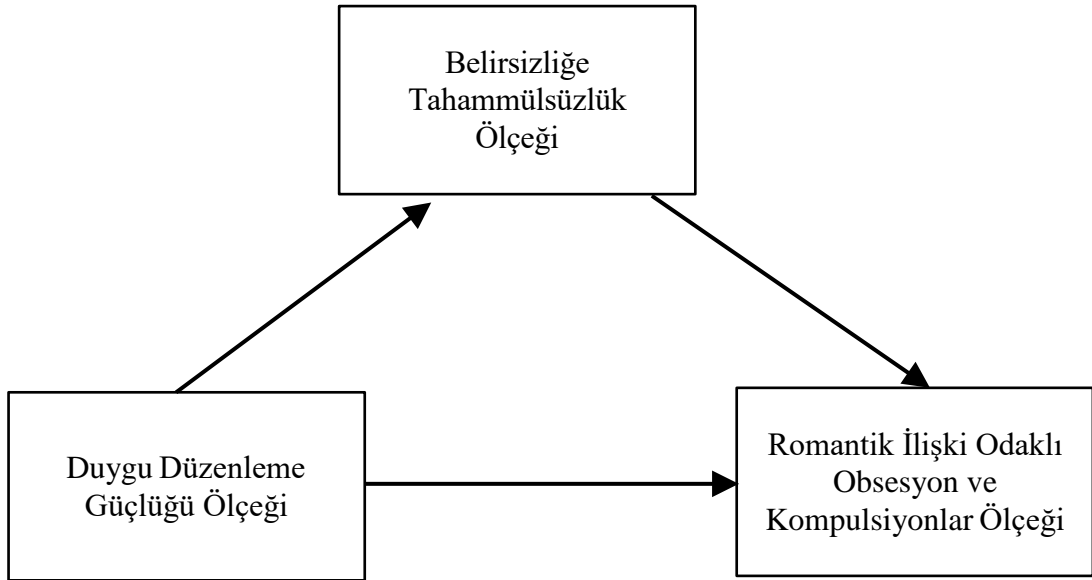 Belirsizliğe
Tahammülsüzlük
Ölçeği
Duygu Düzenleme
Güçlüğü Ölçeği
Romantik İlişki Odaklı
Obsesyon ve
Kompulsiyonlar Ölçeği